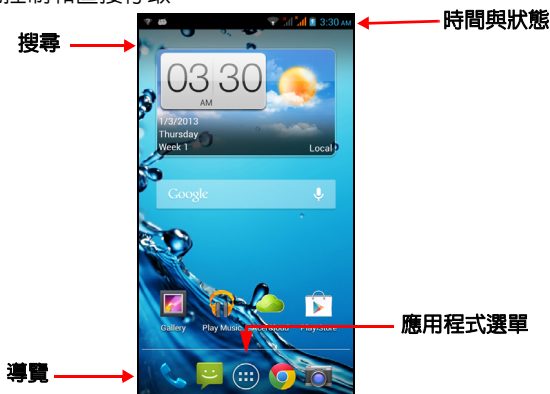 時間與狀態
3:30 AM
搜尋
03 30
AM
1/3/2013
Thursday
Week 1
Local
Google
Gallery
Play Music
Play Store
應用程式選單
導覽